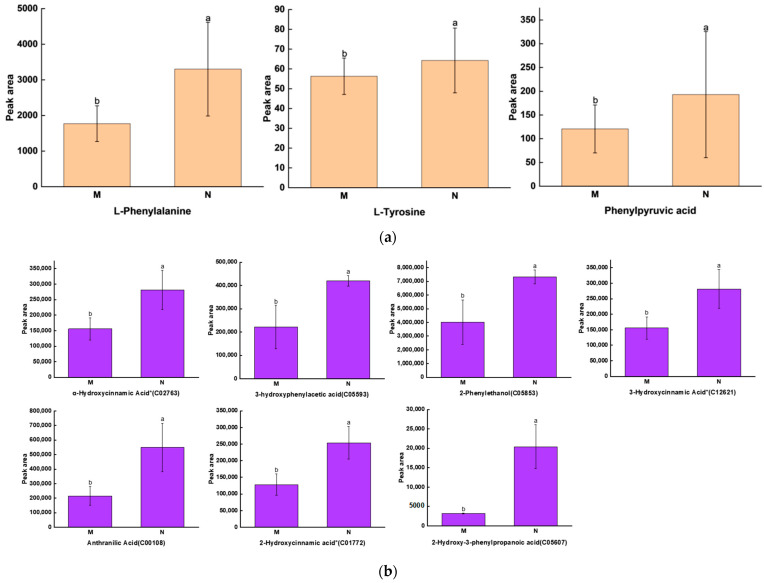 Peak area
5000
4000
3000
2000
1000
0
b
a
M
N
L-Phenylalanine
Peak area
90
80
70
60
50
40
30
20
10
0
b
a
M
N
L-Tyrosine
Peak area
350
300
250
200
150
100
50
0
b
a
M
N
Phenylpyruvic acid
(a)
Peak area
350,000
300,000
250,000
200,000
150,000
100,000
50,000
0
b
a
M
N
α-Hydroxycinnamic Acid*(C02763)
Peak area
500,000
400,000
300,000
200,000
100,000
0
b
a
M
N
3-hydroxyphenylacetic acid(C05593)
Peak area
8,000,000
7,000,000
6,000,000
5,000,000
4,000,000
3,000,000
2,000,000
1,000,000
0
b
a
M
N
2-Phenylethanol(C05853)
Peak area
350,000
300,000
250,000
200,000
150,000
100,000
50,000
0
b
a
M
N
3-Hydroxycinnamic Acid*(C12621)
Peak area
800,000
700,000
600,000
500,000
400,000
300,000
200,000
100,000
0
b
a
M
N
Anthranilic Acid(C00108)
Peak area
350,000
300,000
250,000
200,000
150,000
100,000
50,000
0
b
a
M
N
2-Hydroxycinnamic acid*(C01772)
Peak area
30,000
25,000
20,000
15,000
10,000
5000
0
b
a
M
N
2-Hydroxy-3-phenylpropanoic acid(C05607)
(b)